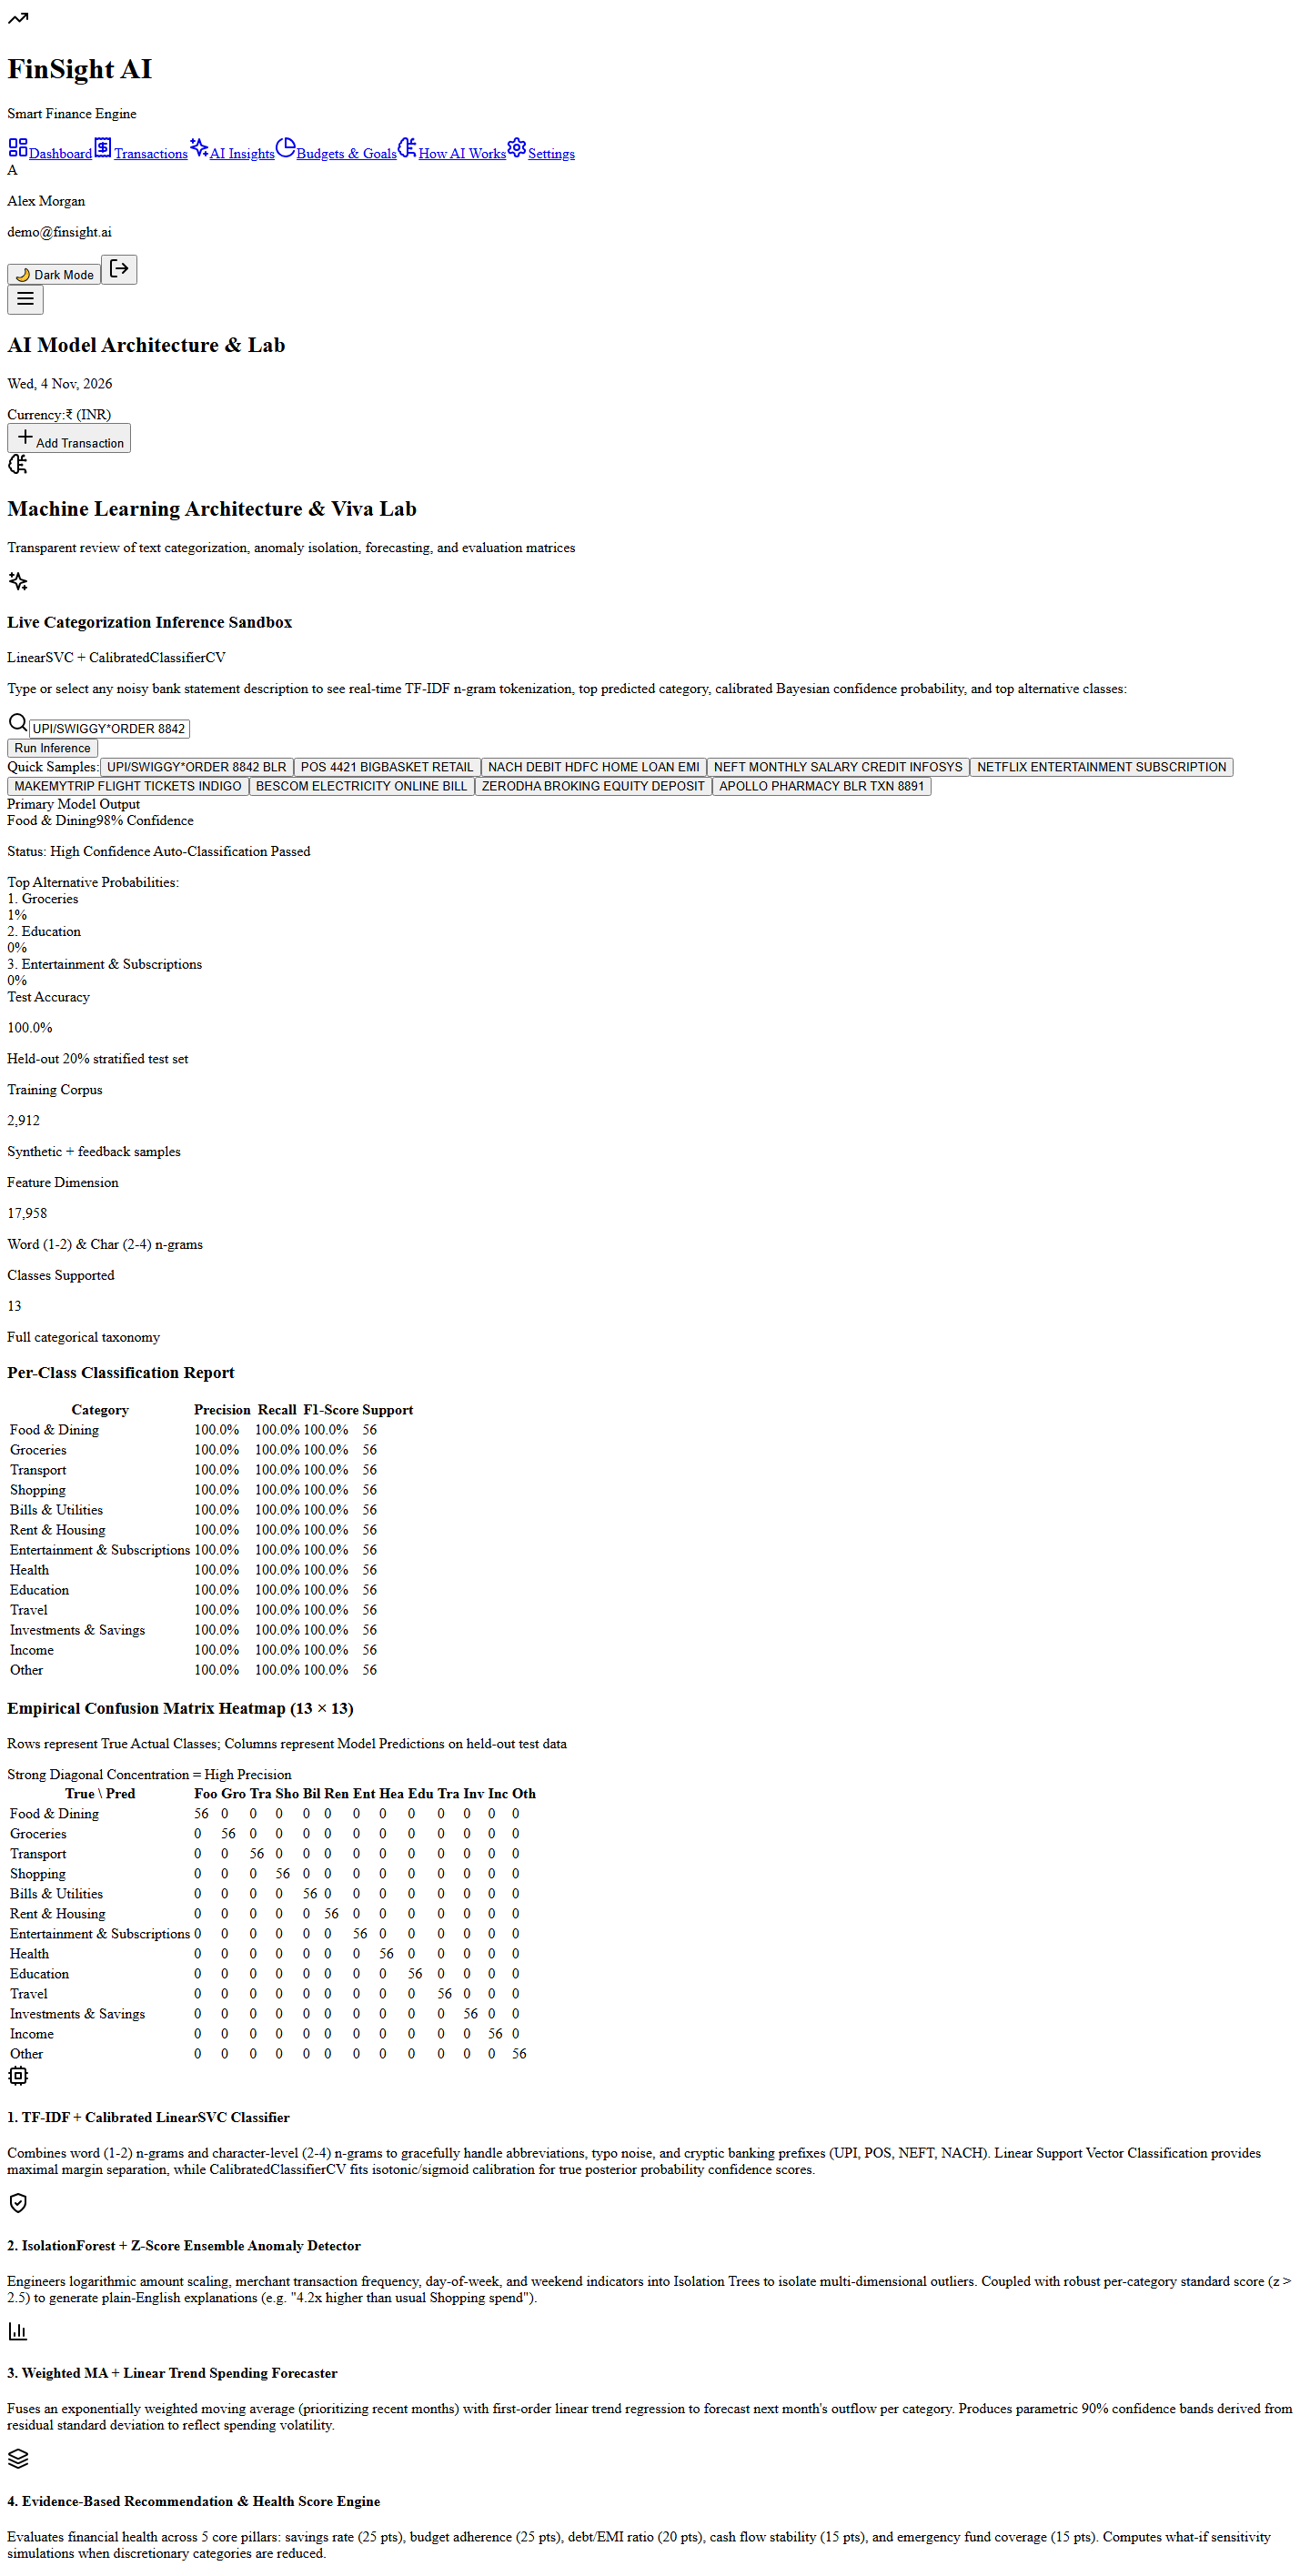 FinSight AI
Smart Finance Engine
Dashboard Transactions AI Insights Budgets & Goals How AI Works Settings
A
Alex Morgan
demo@finsight.ai
🌙 Dark Mode
AI Model Architecture & Lab
Wed, 4 Nov, 2026
Currency:₹ (INR)
Add Transaction
Machine Learning Architecture & Viva Lab
Transparent review of text categorization, anomaly isolation, forecasting, and evaluation matrices
Live Categorization Inference Sandbox
LinearSVC + CalibratedClassifierCV
Type or select any noisy bank statement description to see real-time TF-IDF n-gram tokenization, top predicted category, calibrated Bayesian confidence probability, and top alternative classes:
UPI/SWIGGY*ORDER 8842
Run Inference
Quick Samples: UPI/SWIGGY*ORDER 8842 BLR POS 4421 BIGBASKET RETAIL NACH DEBIT HDFC HOME LOAN EMI NEFT MONTHLY SALARY CREDIT INFOSYS NETFLIX ENTERTAINMENT SUBSCRIPTION
MAKEMYTRIP FLIGHT TICKETS INDIGO BESCOM ELECTRICITY ONLINE BILL ZERODHA BROKING EQUITY DEPOSIT APOLLO PHARMACY BLR TXN 8891
Primary Model Output
Food & Dining98% Confidence
Status: High Confidence Auto-Classification Passed
Top Alternative Probabilities:
1. Groceries
1%
2. Education
0%
3. Entertainment & Subscriptions
0%
Test Accuracy
100.0%
Held-out 20% stratified test set
Training Corpus
2,912
Synthetic + feedback samples
Feature Dimension
17,958
Word (1-2) & Char (2-4) n-grams
Classes Supported
13
Full categorical taxonomy
Per-Class Classification Report
Category Precision Recall F1-Score Support
Food & Dining 100.0% 100.0% 100.0% 56
Groceries 100.0% 100.0% 100.0% 56
Transport 100.0% 100.0% 100.0% 56
Shopping 100.0% 100.0% 100.0% 56
Bills & Utilities 100.0% 100.0% 100.0% 56
Rent & Housing 100.0% 100.0% 100.0% 56
Entertainment & Subscriptions 100.0% 100.0% 100.0% 56
Health 100.0% 100.0% 100.0% 56
Education 100.0% 100.0% 100.0% 56
Travel 100.0% 100.0% 100.0% 56
Investments & Savings 100.0% 100.0% 100.0% 56
Income 100.0% 100.0% 100.0% 56
Other 100.0% 100.0% 100.0% 56
Empirical Confusion Matrix Heatmap (13 × 13)
Rows represent True Actual Classes; Columns represent Model Predictions on held-out test data
Strong Diagonal Concentration = High Precision
True \ Pred Foo Gro Tra Sho Bil Ren Ent Hea Edu Tra Inv Inc Oth
Food & Dining 56 0 0 0 0 0 0 0 0 0 0 0 0
Groceries 0 56 0 0 0 0 0 0 0 0 0 0 0
Transport 0 0 56 0 0 0 0 0 0 0 0 0 0
Shopping 0 0 0 56 0 0 0 0 0 0 0 0 0
Bills & Utilities 0 0 0 0 56 0 0 0 0 0 0 0 0
Rent & Housing 0 0 0 0 0 56 0 0 0 0 0 0 0
Entertainment & Subscriptions 0 0 0 0 0 0 56 0 0 0 0 0 0
Health 0 0 0 0 0 0 0 56 0 0 0 0 0
Education 0 0 0 0 0 0 0 0 56 0 0 0 0
Travel 0 0 0 0 0 0 0 0 0 56 0 0 0
Investments & Savings 0 0 0 0 0 0 0 0 0 0 56 0 0
Income 0 0 0 0 0 0 0 0 0 0 0 56 0
Other 0 0 0 0 0 0 0 0 0 0 0 0 56
1. TF-IDF + Calibrated LinearSVC Classifier
Combines word (1-2) n-grams and character-level (2-4) n-grams to gracefully handle abbreviations, typo noise, and cryptic banking prefixes (UPI, POS, NEFT, NACH). Linear Support Vector Classification provides
maximal margin separation, while CalibratedClassifierCV fits isotonic/sigmoid calibration for true posterior probability confidence scores.
2. IsolationForest + Z-Score Ensemble Anomaly Detector
Engineers logarithmic amount scaling, merchant transaction frequency, day-of-week, and weekend indicators into Isolation Trees to isolate multi-dimensional outliers. Coupled with robust per-category standard score (z >
2.5) to generate plain-English explanations (e.g. "4.2x higher than usual Shopping spend").
3. Weighted MA + Linear Trend Spending Forecaster
Fuses an exponentially weighted moving average (prioritizing recent months) with first-order linear trend regression to forecast next month's outflow per category. Produces parametric 90% confidence bands derived from
residual standard deviation to reflect spending volatility.
4. Evidence-Based Recommendation & Health Score Engine
Evaluates financial health across 5 core pillars: savings rate (25 pts), budget adherence (25 pts), debt/EMI ratio (20 pts), cash flow stability (15 pts), and emergency fund coverage (15 pts). Computes what-if sensitivity
simulations when discretionary categories are reduced.